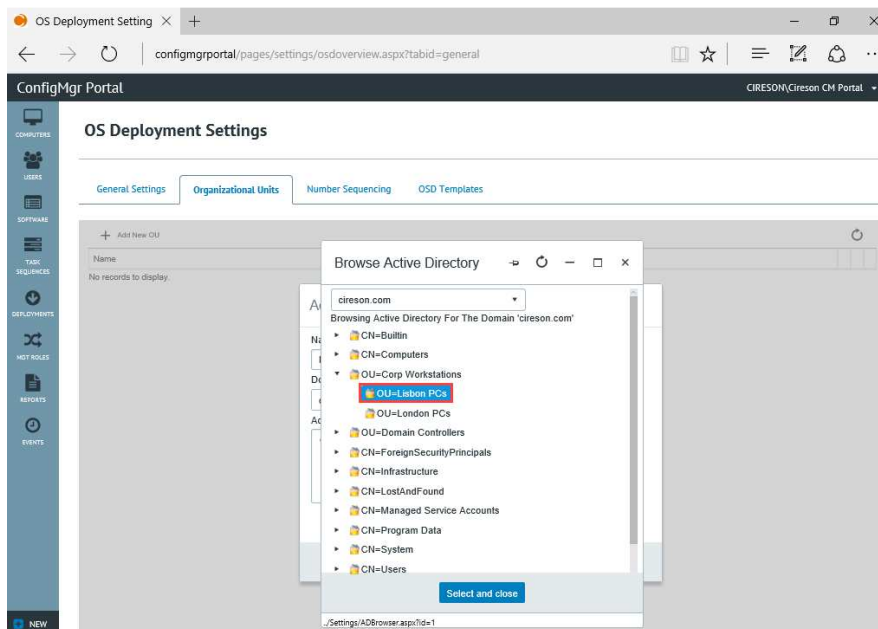 OS Deployment Setting
configmgrportal/pages/settings/osdoverview.aspx?tabid=general
ConfigMgr Portal
CIRESON\Cireson CM Portal
COMPUTERS
USERS
SOFTWARE
TASK
SEQUENCES
DEPLOYMENTS
MGT ROLES
REPORTS
EVENTS
NEW
OS Deployment Settings
General Settings
Organizational Units
Number Sequencing
OSD Templates
Add New OU
Name
No records to display.
Browse Active Directory
cireson.com
Browsing Active Directory For The Domain 'cireson.com'
CN=Builtin
CN=Computers
OU=Corp Workstations
OU=Lisbon PCs
OU=London PCs
OU=Domain Controllers
CN=ForeignSecurityPrincipals
CN=Infrastructure
CN=LostAndFound
CN=Managed Service Accounts
CN=Program Data
CN=System
CN=Users
Select and close
../Settings/ADBrowser.aspx?id=1